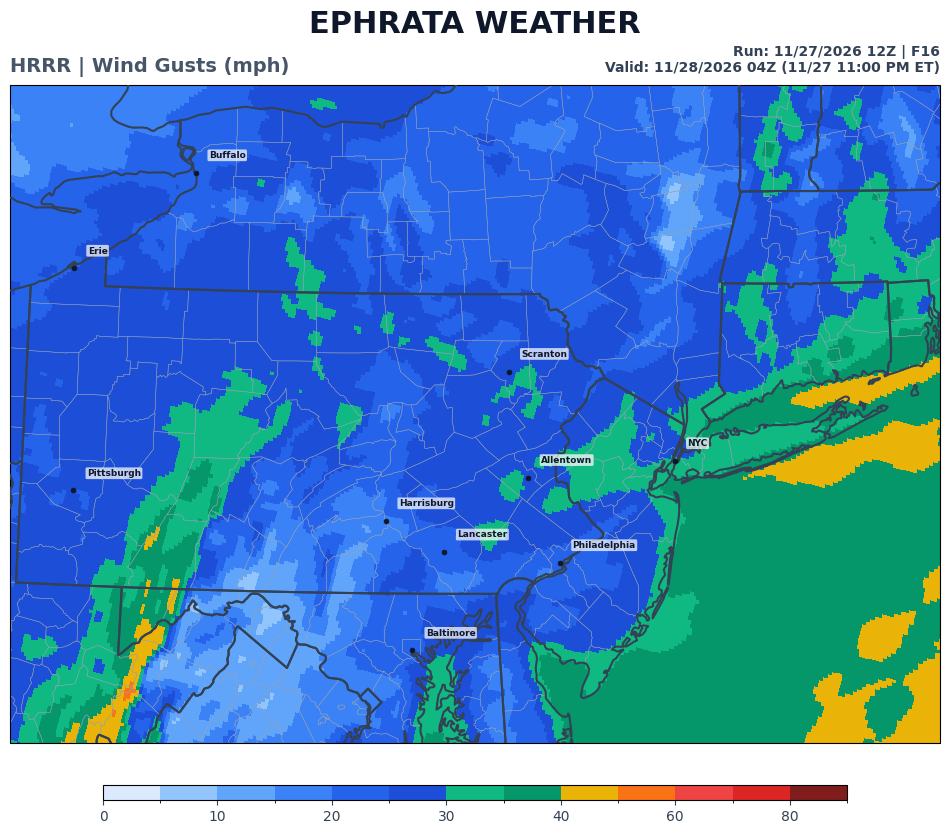 EPHRATA WEATHER
HRRR | Wind Gusts (mph)
Run: 11/27/2026 12Z | F16
Valid: 11/28/2026 04Z (11/27 11:00 PM ET)
Buffalo
Erie
Scranton
NYC
Allentown
Pittsburgh
Harrisburg
Lancaster
Philadelphia
Baltimore
0 10 20 30 40 50 60 70 80